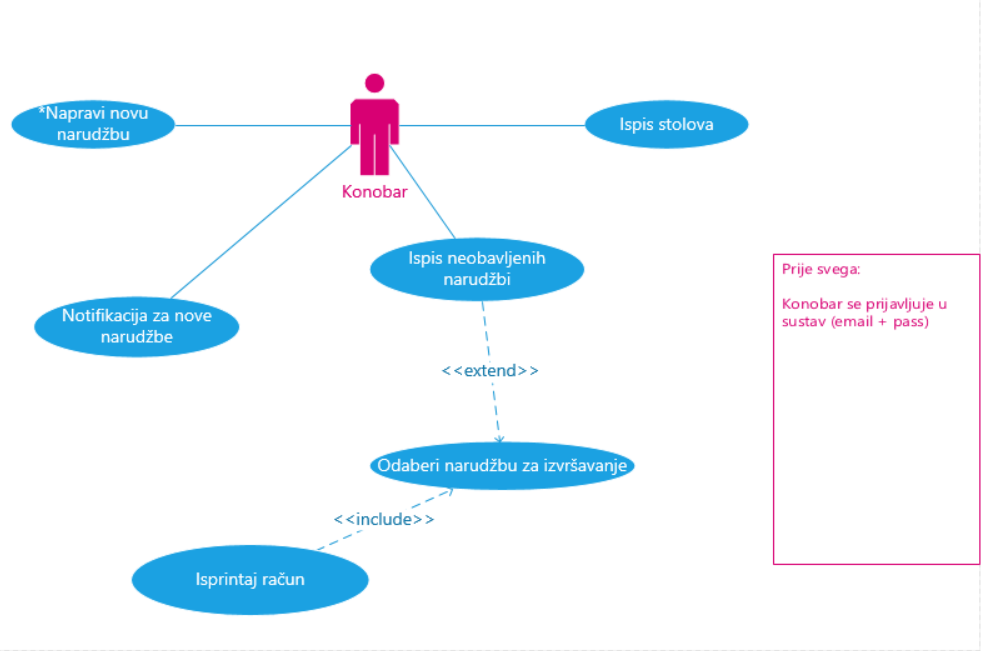 *Napravi novu
narudžbu
Konobar
Ispis stolova
Ispis neobavljenih
narudžbi
Notifikacija za nove
narudžbe
Prije svega:
Konobar se prijavljuje u
sustav (email + pass)
<<extend>>
Odaberi narudžbu za izvršavanje
<<include>>
Isprintaj račun